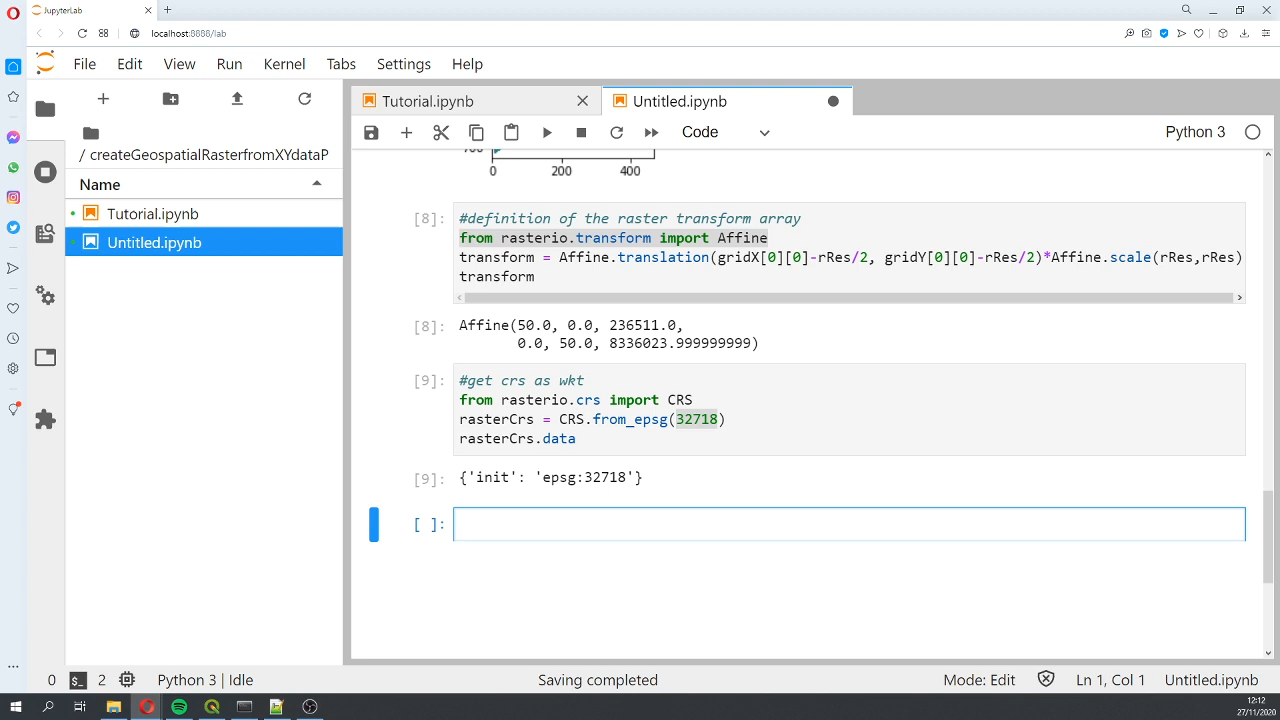 JupyterLab
localhost:8888/lab
File Edit View Run Kernel Tabs Settings Help
Tutorial.ipynb
Untitled.ipynb
Code
Python 3
/ createGeospatialRasterfromXYdataP
Name
Tutorial.ipynb
Untitled.ipynb
0 200 400
[8]: #definition of the raster transform array
from rasterio.transform import Affine
transform = Affine.translation(gridX[0][0]-rRes/2, gridY[0][0]-rRes/2)*Affine.scale(rRes,rRes)
transform
[8]: Affine(50.0, 0.0, 236511.0,
0.0, 50.0, 8336023.999999999)
[9]: #get crs as wkt
from rasterio.crs import CRS
rasterCrs = CRS.from_epsg(32718)
rasterCrs.data
[9]: {'init': 'epsg:32718'}
[ ]:
0 $_ 2 Python 3 | Idle Saving completed Mode: Edit Ln 1, Col 1 Untitled.ipynb
12:12
27/11/2020